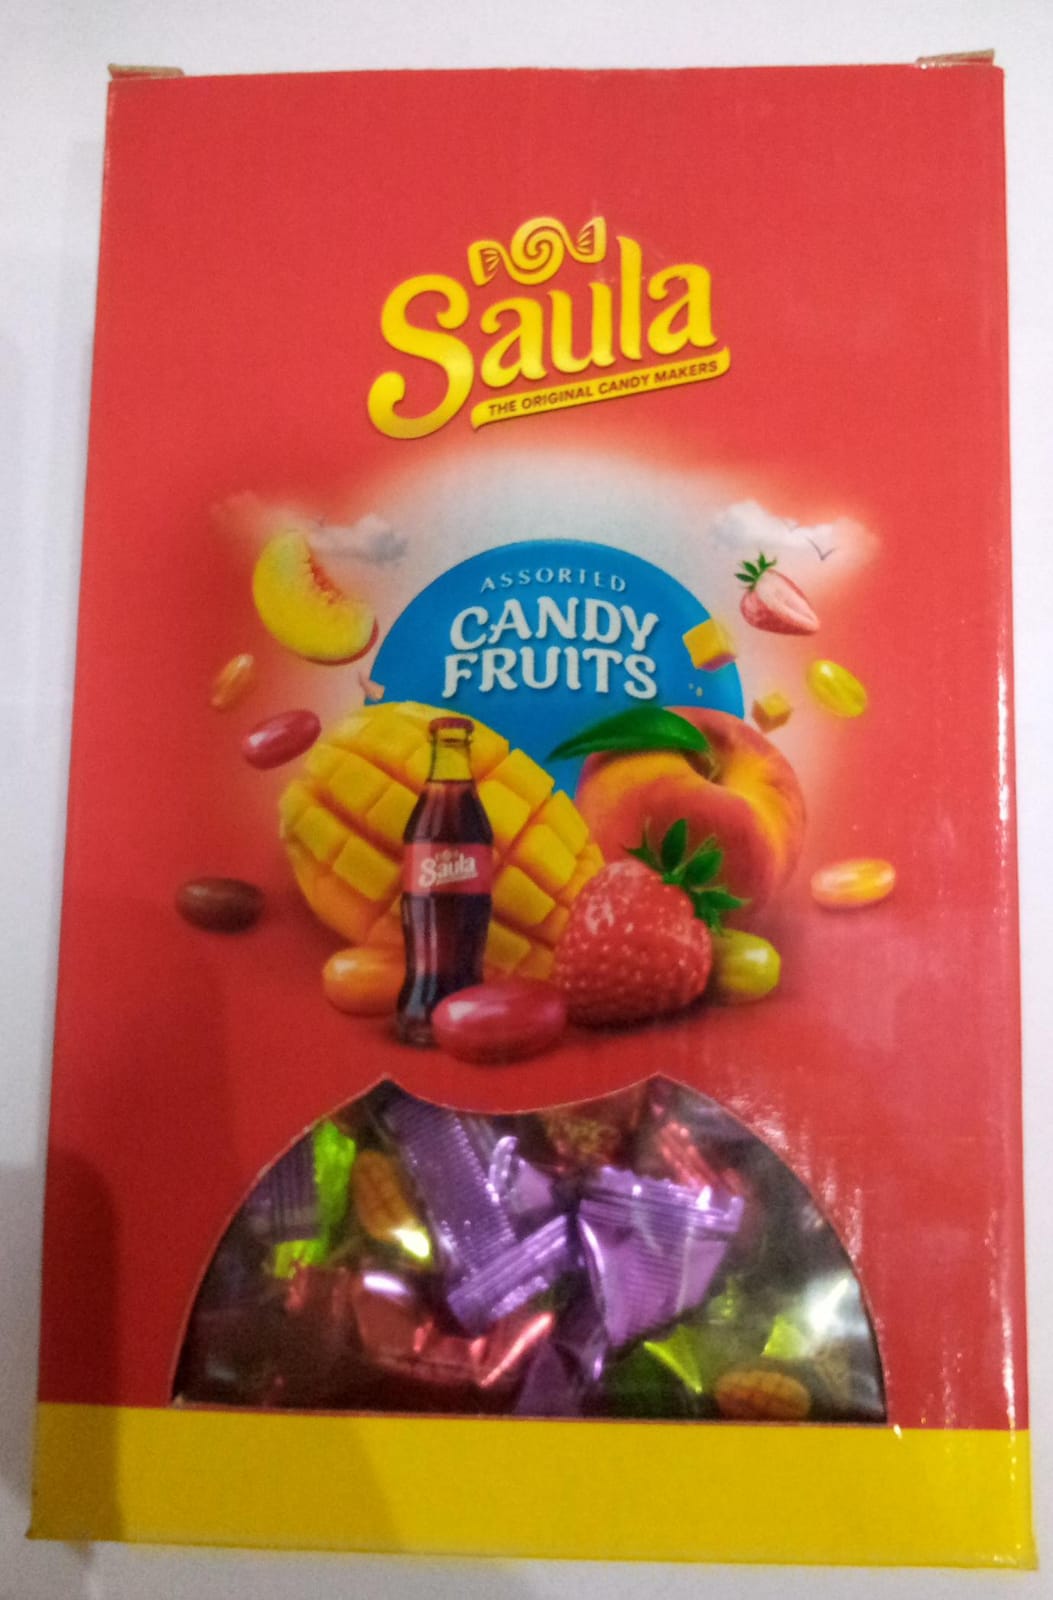 Saula
THE ORIGINAL CANDY MAKERS
ASSORTED
CANDY
FRUITS
Saula